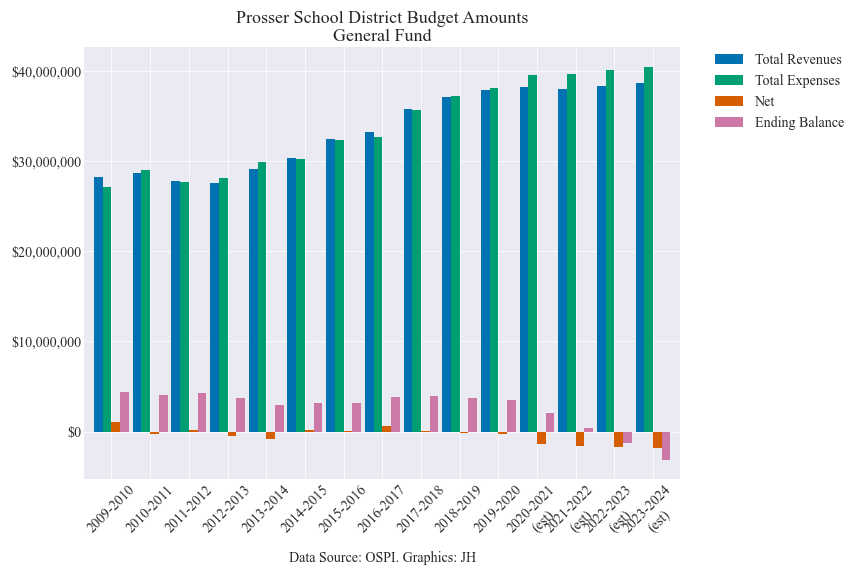 Prosser School District Budget Amounts
General Fund
Total Revenues
Total Expenses
Net
Ending Balance
$40,000,000
$30,000,000
$20,000,000
$10,000,000
$0
2009-2010
2010-2011
2011-2012
2012-2013
2013-2014
2014-2015
2015-2016
2016-2017
2017-2018
2018-2019
2019-2020
2020-2021
(est)
2021-2022
(est)
2022-2023
(est)
2023-2024
(est)
Data Source: OSPI. Graphics: JH